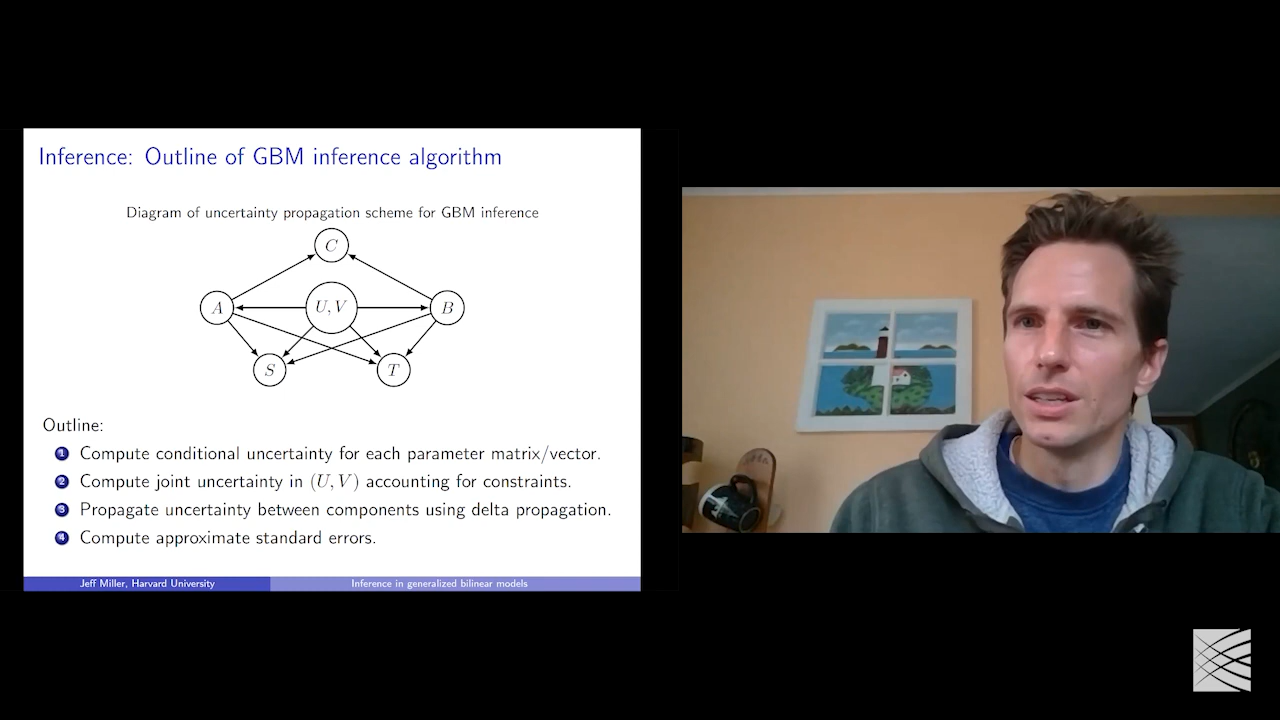 Inference: Outline of GBM inference algorithm
Diagram of uncertainty propagation scheme for GBM inference
C
A
U, V
B
S
T
Outline:
1 Compute conditional uncertainty for each parameter matrix/vector.
2 Compute joint uncertainty in (U, V) accounting for constraints.
3 Propagate uncertainty between components using delta propagation.
4 Compute approximate standard errors.
Jeff Miller, Harvard University
Inference in generalized bilinear models